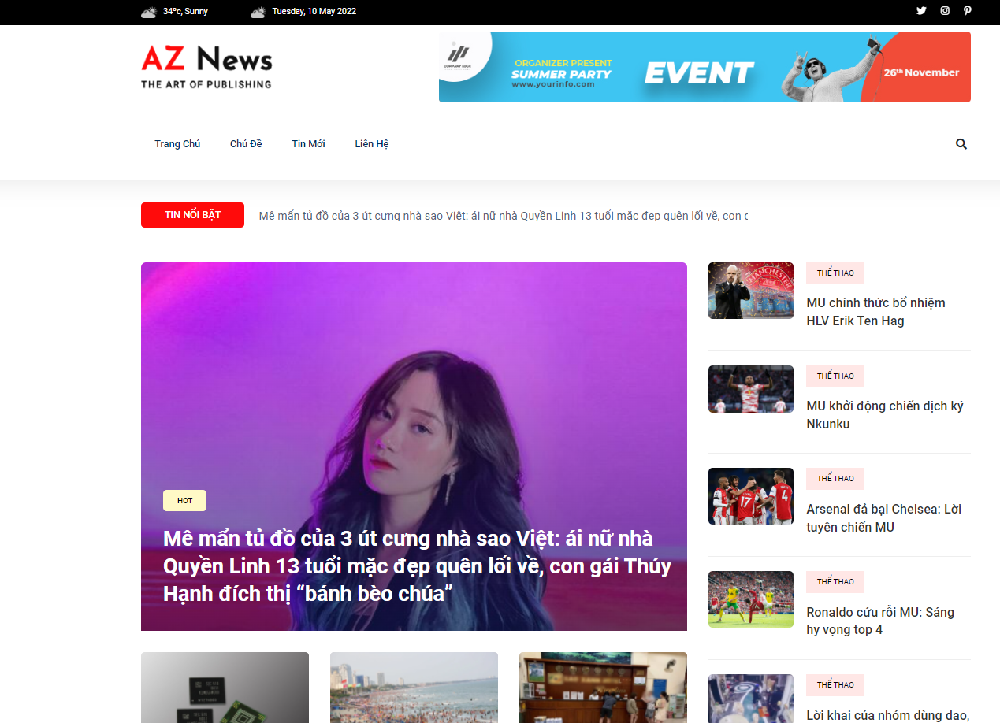 34ºc, Sunny
Tuesday, 10 May 2022
AZ News
THE ART OF PUBLISHING
COMPANY LOGO
ORGANIZER PRESENT
SUMMER PARTY
www.yourinfo.com
EVENT
26th November
Trang Chủ
Chủ Đề
Tin Mới
Liên Hệ
TIN NỔI BẬT
Mê mẩn tủ đồ của 3 út cưng nhà sao Việt: ái nữ nhà Quyền Linh 13 tuổi mặc đẹp quên lối về, con g
HOT
Mê mẩn tủ đồ của 3 út cưng nhà sao Việt: ái nữ nhà
Quyền Linh 13 tuổi mặc đẹp quên lối về, con gái Thúy
Hạnh đích thị “bánh bèo chúa”
MANCHESTER
THỂ THAO
MU chính thức bổ nhiệm
HLV Erik Ten Hag
THỂ THAO
MU khởi động chiến dịch ký
Nkunku
17
4
THỂ THAO
Arsenal đả bại Chelsea: Lời
tuyên chiến MU
THỂ THAO
Ronaldo cứu rỗi MU: Sáng
hy vọng top 4
THỂ THAO
Lời khai của nhóm dùng dao,